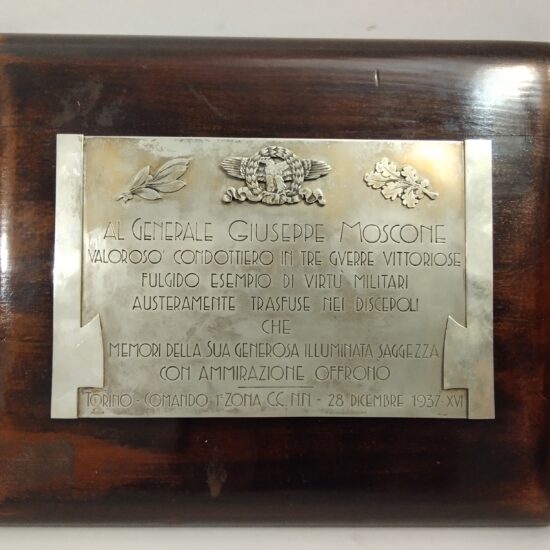 AL GENERALE GIUSEPPE MOSCONE
VALOROSO CONDOTTIERO IN TRE GVERRE VITTORIOSE
FULGIDO ESEMPIO DI VIRTU' MILITARI
AUSTERAMENTE TRASFUSE NEI DISCEPOLI
CHE
MEMORI DELLA SUA GENEROSA ILLUMINATA SAGGEZZA
CON AMMIRAZIONE OFFRONO
TORINO - COMANDO 1ª ZONA CC. NN. - 28 DICEMBRE 1937 XVI